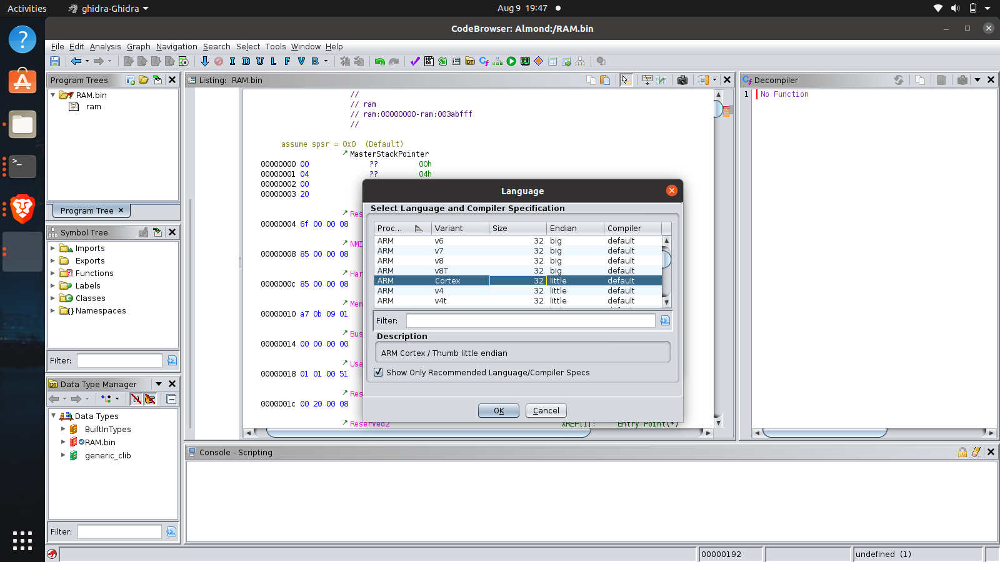 Activities ghidra-Ghidra Aug 9 19:47
CodeBrowser: Almond:/RAM.bin
File Edit Analysis Graph Navigation Search Select Tools Window Help
I D U L F V B
Program Trees
RAM.bin
ram
Program Tree
Symbol Tree
Imports
Exports
Functions
Labels
Classes
Namespaces
Filter:
Data Type Manager
Data Types
BuiltInTypes
RAM.bin
generic_clib
Filter:
Listing: RAM.bin
//
// ram
// ram:00000000-ram:003abfff
//
assume spsr = 0x0 (Default)
MasterStackPointer
00000000 00 ?? 00h
00000001 04 ?? 04h
00000002 00
00000003 20
Res
00000004 6f 00 00 08
NMI
00000008 85 00 00 08
Har
0000000c 85 00 00 08
Mem
00000010 a7 0b 09 01
Bus
00000014 00 00 00 00
Usa
00000018 01 01 00 51
Res
0000001c 00 20 00 08
Reserved2 XREF[1]: Entry Point(*)
Decompiler
1 No Function
Language
Select Language and Compiler Specification
Proc... Variant Size Endian Compiler
ARM v6 32 big default
ARM v7 32 big default
ARM v8 32 big default
ARM v8T 32 big default
ARM Cortex 32 little default
ARM v4 32 little default
ARM v4t 32 little default
Filter:
Description
ARM Cortex / Thumb little endian
Show Only Recommended Language/Compiler Specs
OK Cancel
Console - Scripting
00000192 undefined (1)